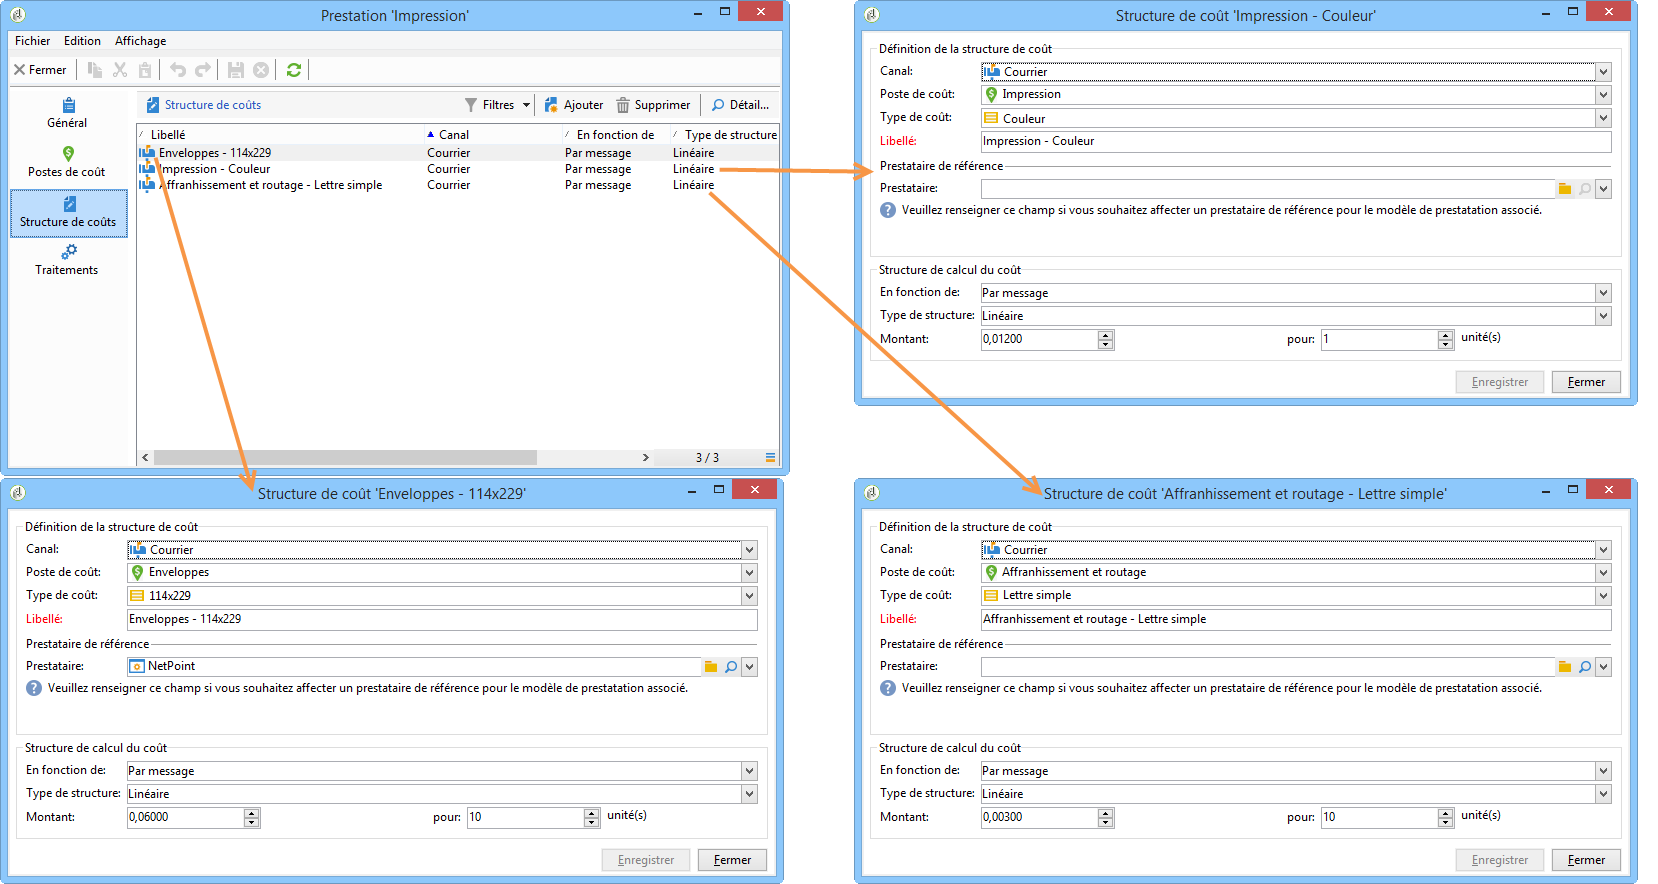 Prestation 'Impression'
Fichier Edition Affichage
Fermer
Général
Postes de coût
Structure de coûts
Traitements
Structure de coûts Filtres Ajouter Supprimer Détail...
Libellé Canal En fonction de Type de structure
Enveloppes - 114x229 Courrier Par message Linéaire
Impression - Couleur Courrier Par message Linéaire
Affranhissement et routage - Lettre simple Courrier Par message Linéaire
3 / 3
Structure de coût 'Impression - Couleur'
Définition de la structure de coût
Canal: Courrier
Poste de coût: Impression
Type de coût: Couleur
Libellé: Impression - Couleur
Prestataire de référence
Prestataire:
Veuillez renseigner ce champ si vous souhaitez affecter un prestataire de référence pour le modèle de prestation associé.
Structure de calcul du coût
En fonction de: Par message
Type de structure: Linéaire
Montant: 0,01200 pour: 1 unité(s)
Enregistrer Fermer
Structure de coût 'Enveloppes - 114x229'
Définition de la structure de coût
Canal: Courrier
Poste de coût: Enveloppes
Type de coût: 114x229
Libellé: Enveloppes - 114x229
Prestataire de référence
Prestataire: NetPoint
Veuillez renseigner ce champ si vous souhaitez affecter un prestataire de référence pour le modèle de prestation associé.
Structure de calcul du coût
En fonction de: Par message
Type de structure: Linéaire
Montant: 0,06000 pour: 10 unité(s)
Enregistrer Fermer
Structure de coût 'Affranhissement et routage - Lettre simple'
Définition de la structure de coût
Canal: Courrier
Poste de coût: Affranhissement et routage
Type de coût: Lettre simple
Libellé: Affranhissement et routage - Lettre simple
Prestataire de référence
Prestataire:
Veuillez renseigner ce champ si vous souhaitez affecter un prestataire de référence pour le modèle de prestation associé.
Structure de calcul du coût
En fonction de: Par message
Type de structure: Linéaire
Montant: 0,00300 pour: 10 unité(s)
Enregistrer Fermer